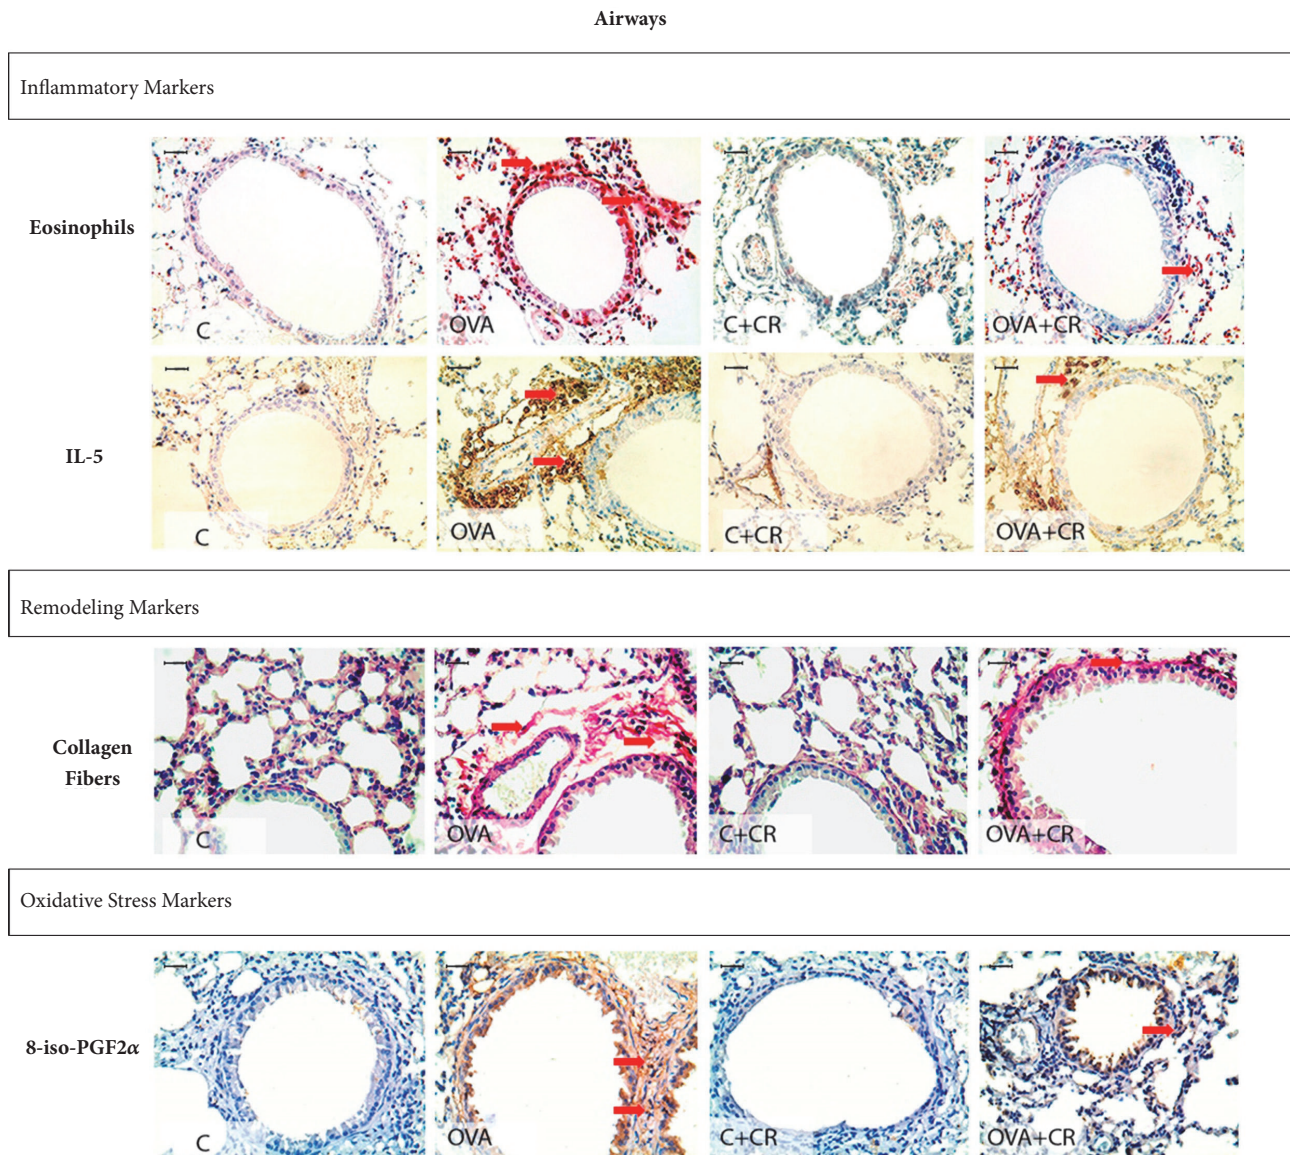 Airways
Inflammatory Markers
Eosinophils
C
OVA
C+CR
OVA+CR
IL-5
C
OVA
C+CR
OVA+CR
Remodeling Markers
Collagen
Fibers
C
OVA
C+CR
OVA+CR
Oxidative Stress Markers
8-iso-PGF2α
C
OVA
C+CR
OVA+CR